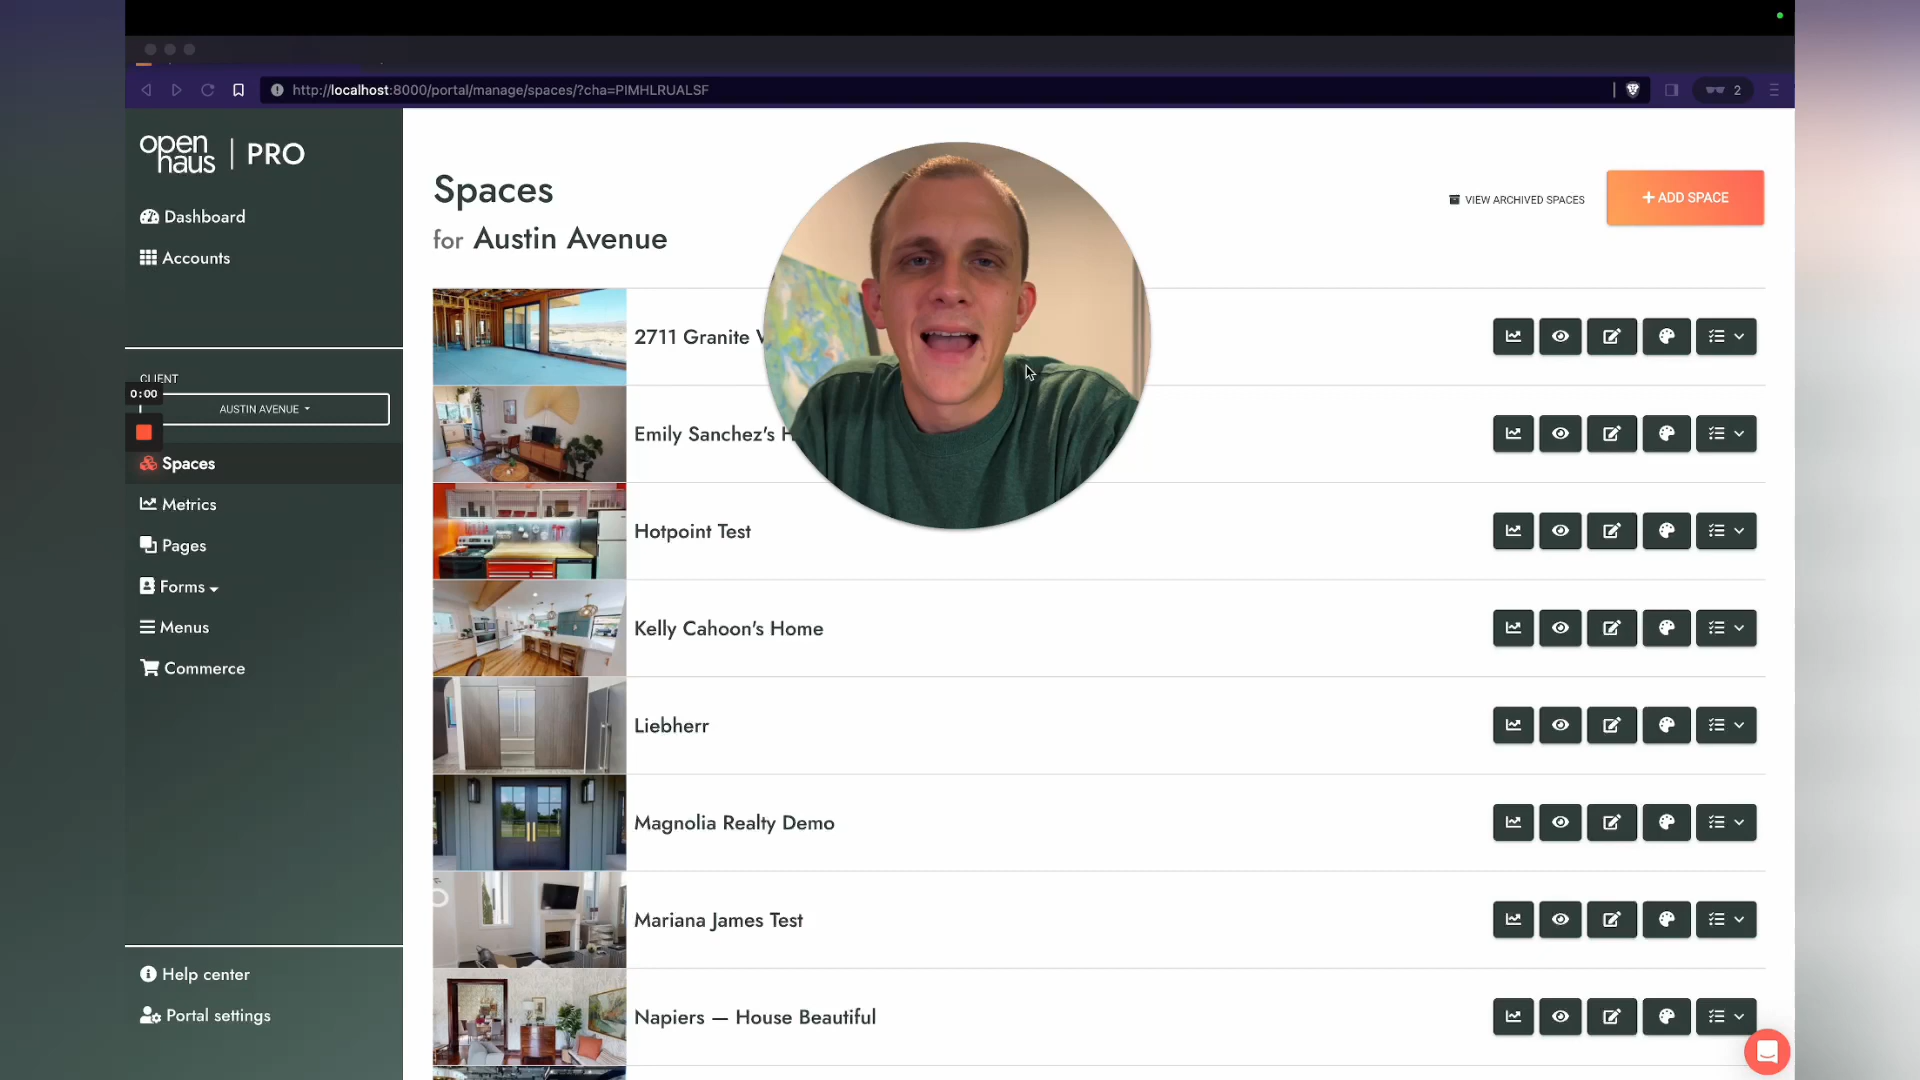 http://localhost:8000/portal/manage/spaces/?cha=PIMHLRUALSF
2
open
haus | PRO
Dashboard
Accounts
CLIENT
0:00
AUSTIN AVENUE
Spaces
Metrics
Pages
Forms
Menus
Commerce
Help center
Portal settings
Spaces
for Austin Avenue
VIEW ARCHIVED SPACES
+ ADD SPACE
2711 Granite
Emily Sanchez's
Hotpoint Test
Kelly Cahoon's Home
Liebherr
Magnolia Realty Demo
Mariana James Test
Napiers — House Beautiful